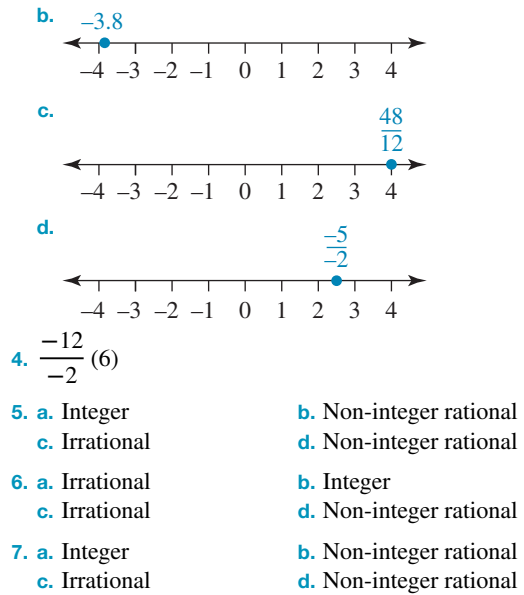 b.
–3.8
–4 –3 –2 –1 0 1 2 3 4
c.
48
12
–4 –3 –2 –1 0 1 2 3 4
d.
–5
–2
–4 –3 –2 –1 0 1 2 3 4
4. −12
−2 (6)
5. a. Integer b. Non-integer rational
c. Irrational d. Non-integer rational
6. a. Irrational b. Integer
c. Irrational d. Non-integer rational
7. a. Integer b. Non-integer rational
c. Irrational d. Non-integer rational